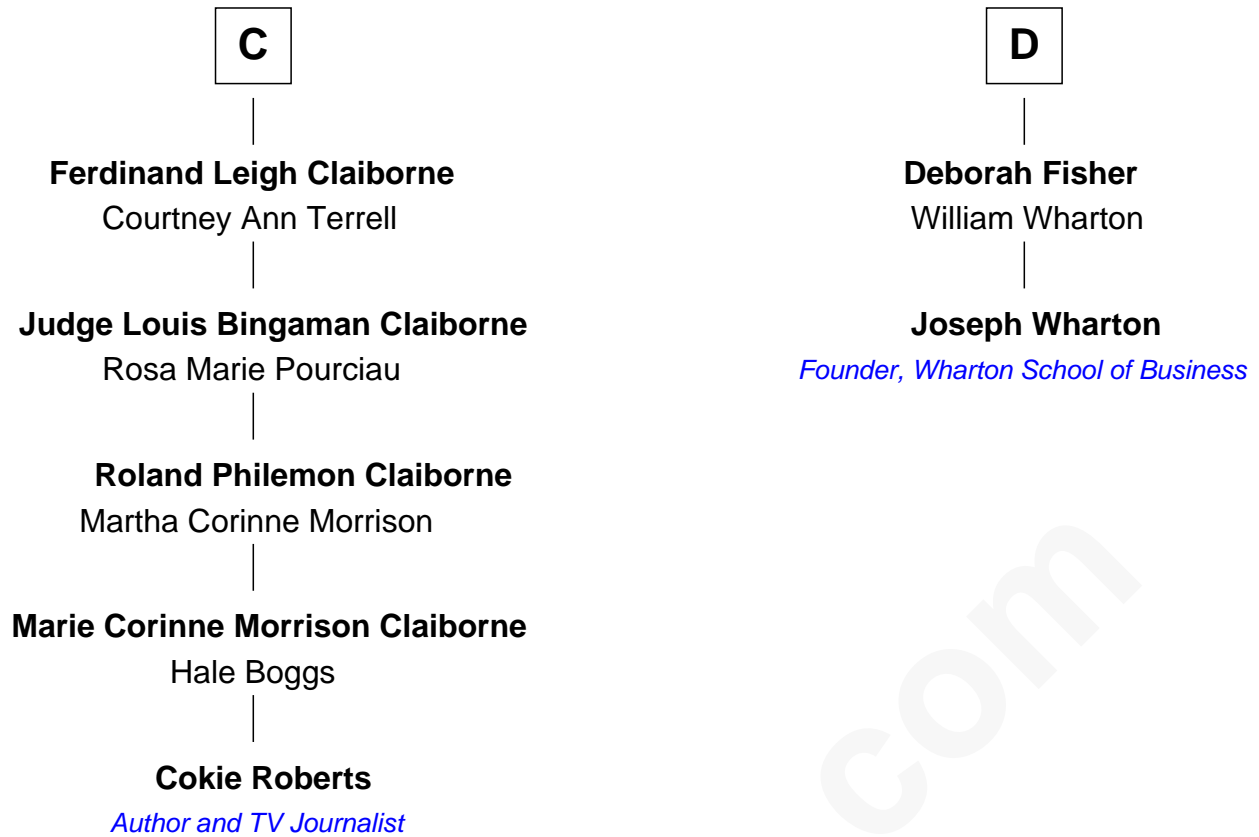 C
Ferdinand Leigh Claiborne
Courtney Ann Terrell
Judge Louis Bingaman Claiborne
Rosa Marie Pourciau
Roland Philemon Claiborne
Martha Corinne Morrison
Marie Corinne Morrison Claiborne
Hale Boggs
Cokie Roberts
Author and TV Journalist
D
Deborah Fisher
William Wharton
Joseph Wharton
Founder, Wharton School of Business
com